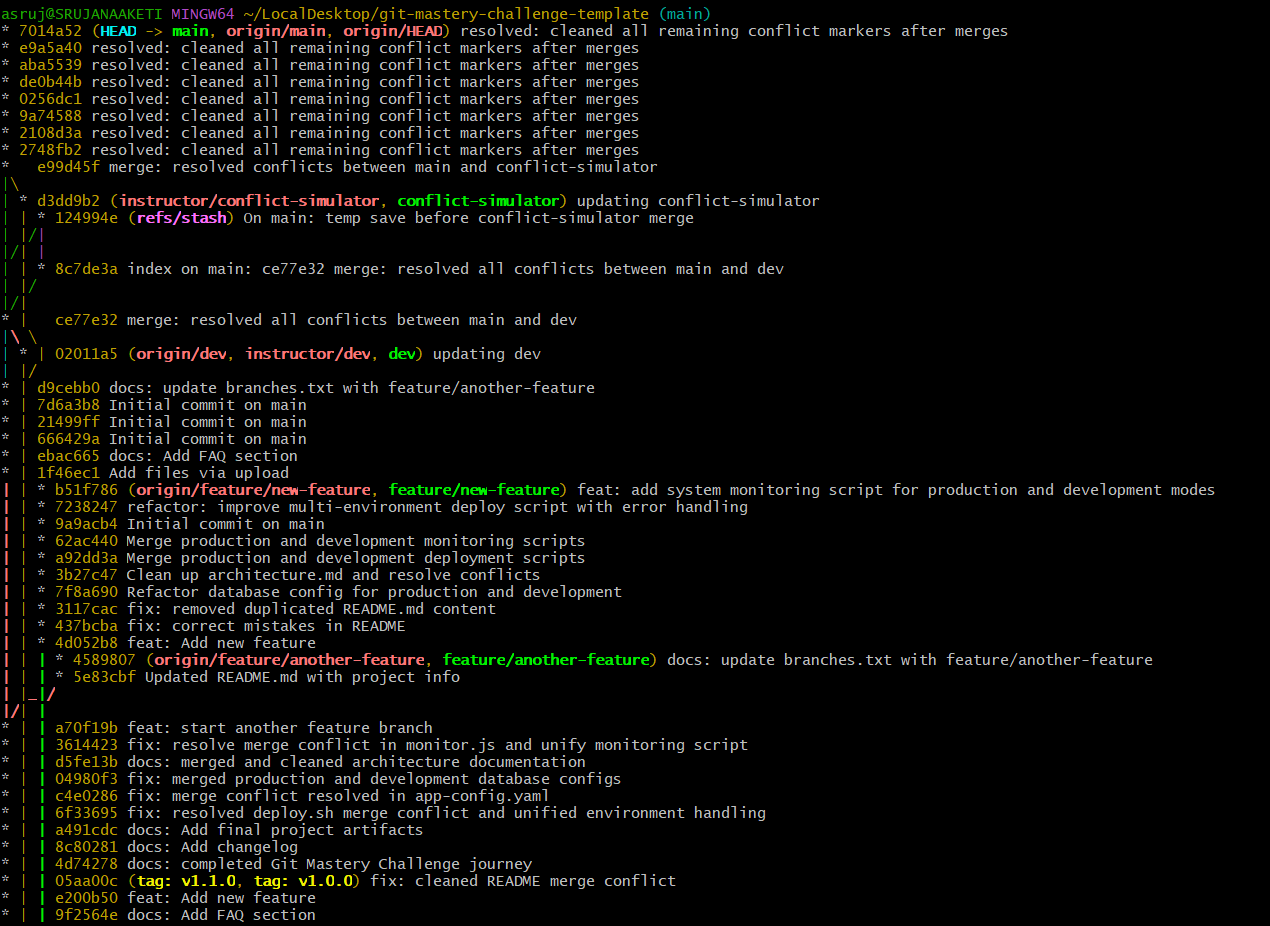 asruj@SRUJANAAKETI MINGW64 ~/LocalDesktop/git-mastery-challenge-template (main)
* 7014a52 (HEAD -> main, origin/main, origin/HEAD) resolved: cleaned all remaining conflict markers after merges
* e9a5a40 resolved: cleaned all remaining conflict markers after merges
* aba5539 resolved: cleaned all remaining conflict markers after merges
* de0b44b resolved: cleaned all remaining conflict markers after merges
* 0256dc1 resolved: cleaned all remaining conflict markers after merges
* 9a74588 resolved: cleaned all remaining conflict markers after merges
* 2108d3a resolved: cleaned all remaining conflict markers after merges
* 2748fb2 resolved: cleaned all remaining conflict markers after merges
*   e99d45f merge: resolved conflicts between main and conflict-simulator
|\
| * d3dd9b2 (instructor/conflict-simulator, conflict-simulator) updating conflict-simulator
| | * 124994e (refs/stash) On main: temp save before conflict-simulator merge
| |/|
|/| |
| | * 8c7de3a index on main: ce77e32 merge: resolved all conflicts between main and dev
| |/
|/|
* |   ce77e32 merge: resolved all conflicts between main and dev
|\ \
| * | 02011a5 (origin/dev, instructor/dev, dev) updating dev
| |/
* | d9cebb0 docs: update branches.txt with feature/another-feature
* | 7d6a3b8 Initial commit on main
* | 21499ff Initial commit on main
* | 666429a Initial commit on main
* | ebac665 docs: Add FAQ section
* | 1f46ec1 Add files via upload
| | * b51f786 (origin/feature/new-feature, feature/new-feature) feat: add system monitoring script for production and development modes
| | * 7238247 refactor: improve multi-environment deploy script with error handling
| | * 9a9acb4 Initial commit on main
| | * 62ac440 Merge production and development monitoring scripts
| | * a92dd3a Merge production and development deployment scripts
| | * 3b27c47 Clean up architecture.md and resolve conflicts
| | * 7f8a690 Refactor database config for production and development
| | * 3117cac fix: removed duplicated README.md content
| | * 437bcba fix: correct mistakes in README
| | * 4d052b8 feat: Add new feature
| | | * 4589807 (origin/feature/another-feature, feature/another-feature) docs: update branches.txt with feature/another-feature
| | | * 5e83cbf Updated README.md with project info
| |_|/
|/| |
* | | a70f19b feat: start another feature branch
* | | 3614423 fix: resolve merge conflict in monitor.js and unify monitoring script
* | | d5fe13b docs: merged and cleaned architecture documentation
* | | 04980f3 fix: merged production and development database configs
* | | c4e0286 fix: merge conflict resolved in app-config.yaml
* | | 6f33695 fix: resolved deploy.sh merge conflict and unified environment handling
* | | a491cdc docs: Add final project artifacts
* | | 8c80281 docs: Add changelog
* | | 4d74278 docs: completed Git Mastery Challenge journey
* | | 05aa00c (tag: v1.1.0, tag: v1.0.0) fix: cleaned README merge conflict
* | | e200b50 feat: Add new feature
* | | 9f2564e docs: Add FAQ section